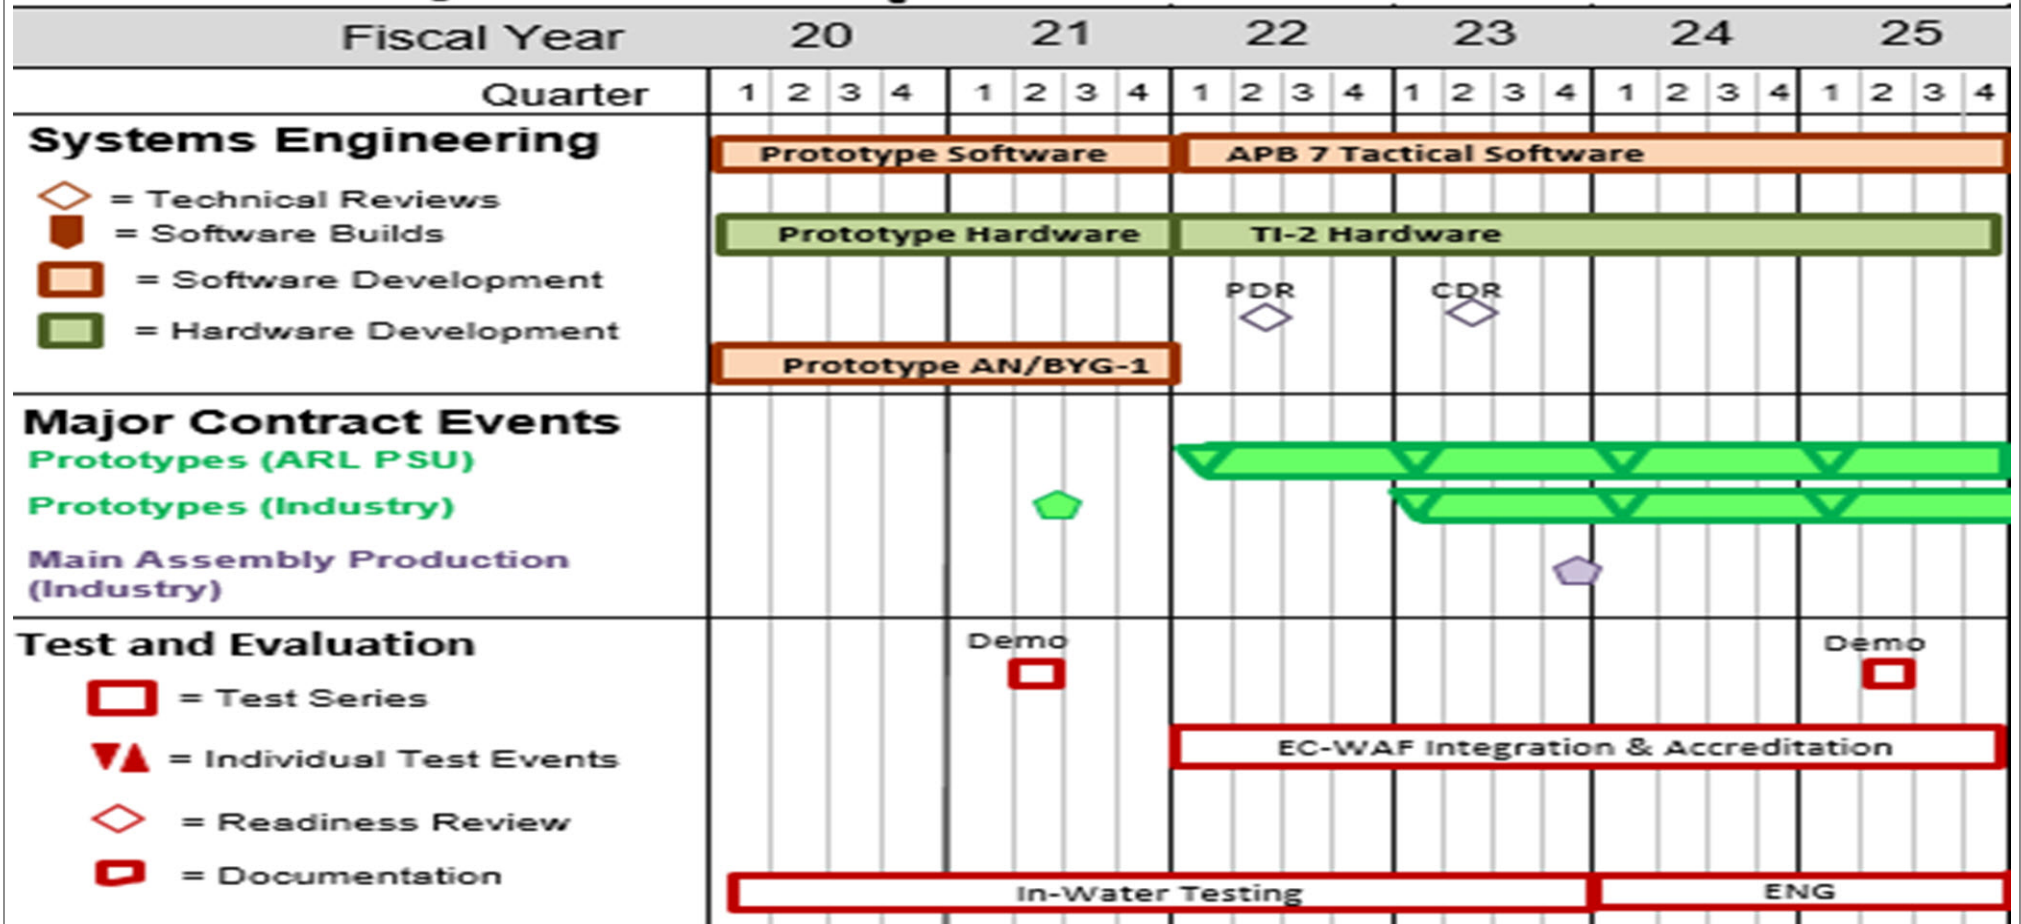 Fiscal Year 20 21 22 23 24 25
Quarter 1 2 3 4 1 2 3 4 1 2 3 4 1 2 3 4 1 2 3 4 1 2 3 4
Systems Engineering
Prototype Software APB 7 Tactical Software
= Technical Reviews
= Software Builds
Prototype Hardware TI-2 Hardware
= Software Development
PDR CDR
= Hardware Development
Prototype AN/BYG-1
Major Contract Events
Prototypes (ARL PSU)
Prototypes (Industry)
Main Assembly Production
(Industry)
Test and Evaluation
Demo Demo
= Test Series
EC-WAF Integration & Accreditation
= Individual Test Events
= Readiness Review
= Documentation
In-Water Testing ENG